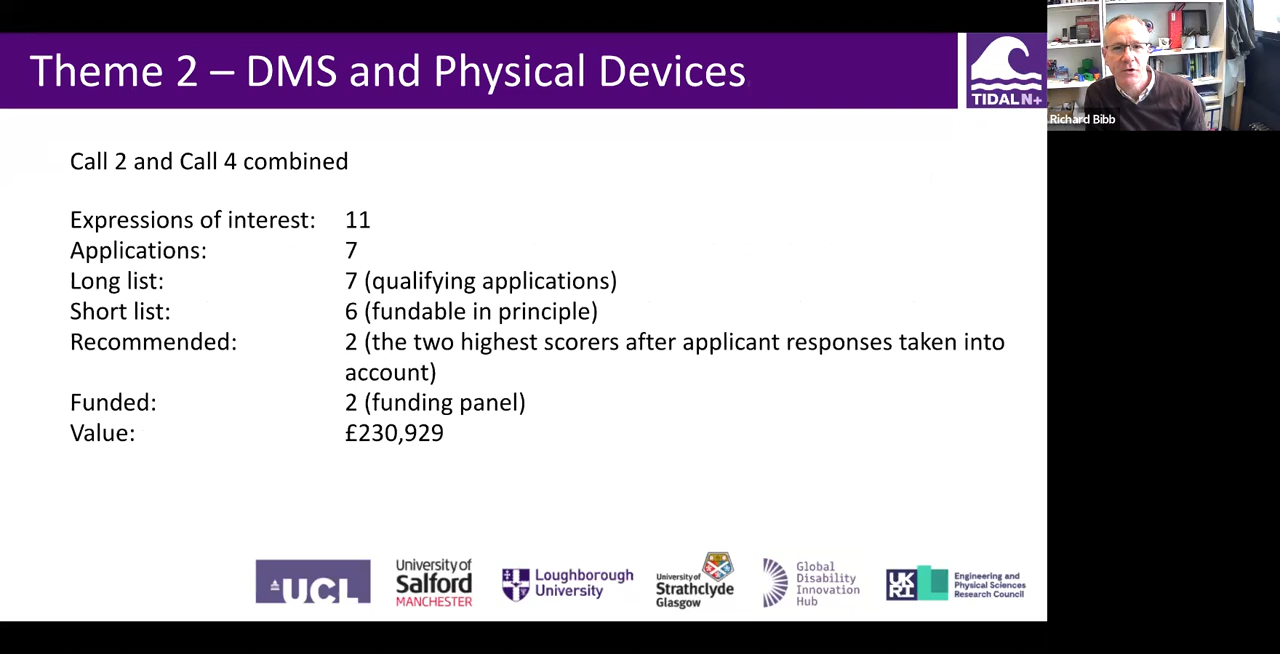 Theme 2 – DMS and Physical Devices
TIDAL N+
Richard Bibb
Call 2 and Call 4 combined
Expressions of interest: 11
Applications: 7
Long list: 7 (qualifying applications)
Short list: 6 (fundable in principle)
Recommended: 2 (the two highest scorers after applicant responses taken into
account)
Funded: 2 (funding panel)
Value: £230,929
UCL
University of
Salford
MANCHESTER
Loughborough
University
University of
Strathclyde
Glasgow
Global
Disability
Innovation
Hub
UK
RI
Engineering and
Physical Sciences
Research Council